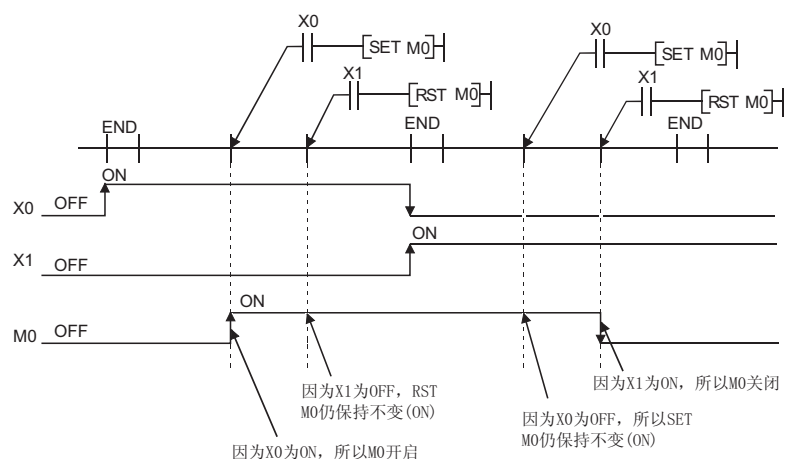 X0
SET M0
X1
RST M0
X0
SET M0
X1
RST M0
END
END
END
ON
X0 OFF
ON
X1 OFF
ON
M0 OFF
因为X1为OFF，RST
M0仍保持不变(ON)
因为X0为ON，所以M0开启
因为X1为ON，所以M0关闭
因为X0为OFF，所以SET
M0仍保持不变(ON)